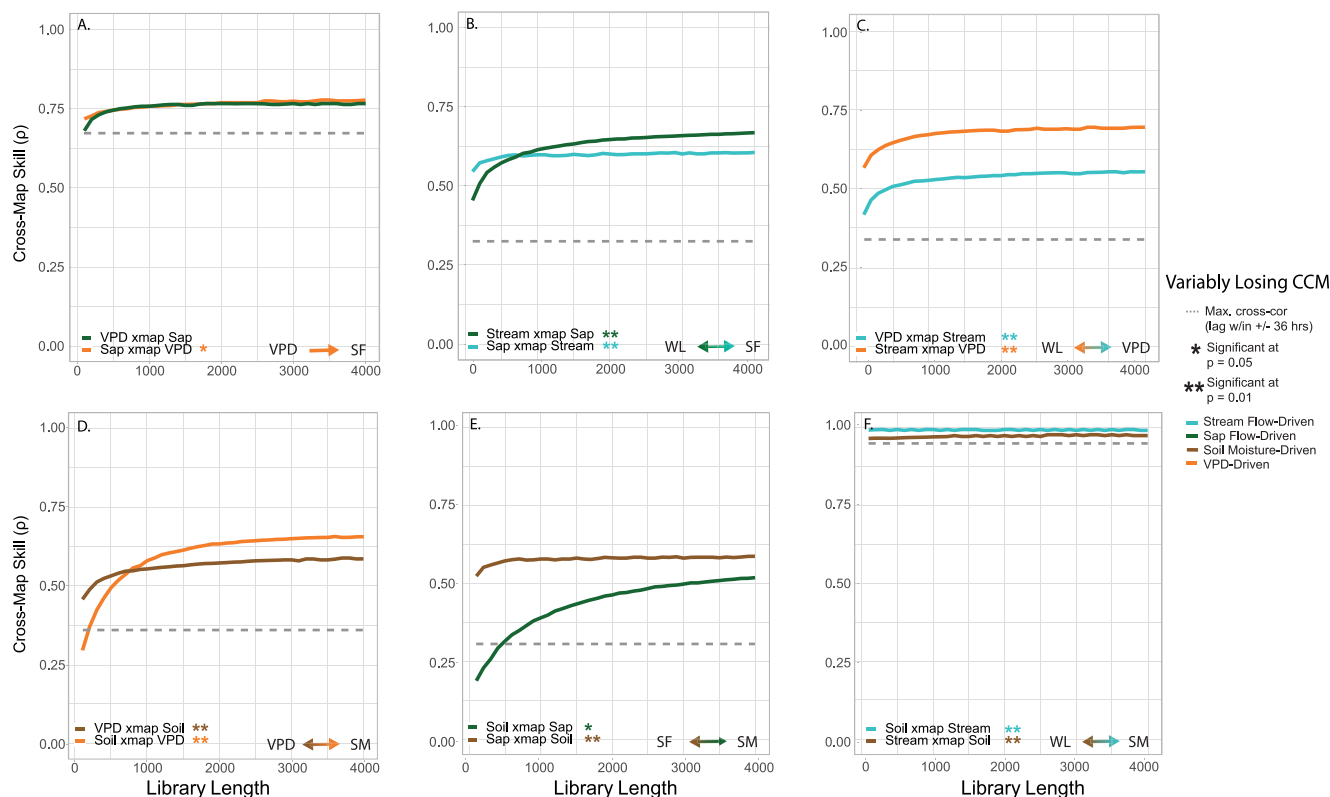 A.
1.00
0.75
0.50
0.25
0.00
Cross-Map Skill (ρ)
VPD xmap Sap
Sap xmap VPD *
VPD SF
0 1000 2000 3000 4000
B.
1.00
0.75
0.50
0.25
0.00
Stream xmap Sap **
Sap xmap Stream **
WL SF
0 1000 2000 3000 4000
C.
1.00
0.75
0.50
0.25
0.00
VPD xmap Stream **
Stream xmap VPD **
WL VPD
0 1000 2000 3000 4000
Variably Losing CCM
Max. cross-cor
(lag w/in +/- 36 hrs)
* Significant at
p = 0.05
** Significant at
p = 0.01
Stream Flow-Driven
Sap Flow-Driven
Soil Moisture-Driven
VPD-Driven
D.
1.00
0.75
0.50
0.25
0.00
Cross-Map Skill (ρ)
VPD xmap Soil **
Soil xmap VPD **
VPD SM
0 1000 2000 3000 4000
Library Length
E.
1.00
0.75
0.50
0.25
0.00
Soil xmap Sap *
Sap xmap Soil **
SF SM
0 1000 2000 3000 4000
Library Length
F.
1.00
0.75
0.50
0.25
0.00
Soil xmap Stream **
Stream xmap Soil **
WL SM
0 1000 2000 3000 4000
Library Length